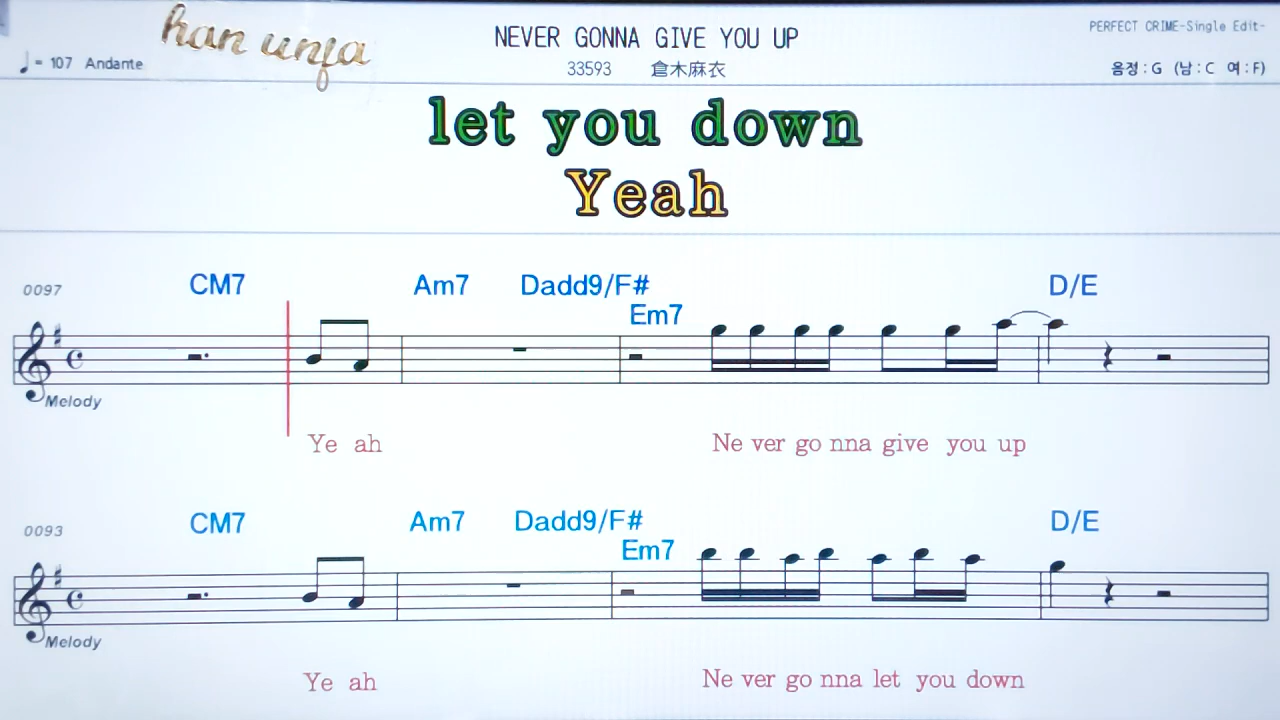 han unfa
NEVER GONNA GIVE YOU UP
PERFECT CRIME-Single Edit-
♩= 107 Andante
33593 倉木麻衣
음정:G (남:C 여:F)
let you down
Yeah
0097 CM7 Am7 Dadd9/F# D/E
Em7
Melody
Ye ah Ne ver go nna give you up
0093 CM7 Am7 Dadd9/F# D/E
Em7
Melody
Ye ah Ne ver go nna let you down